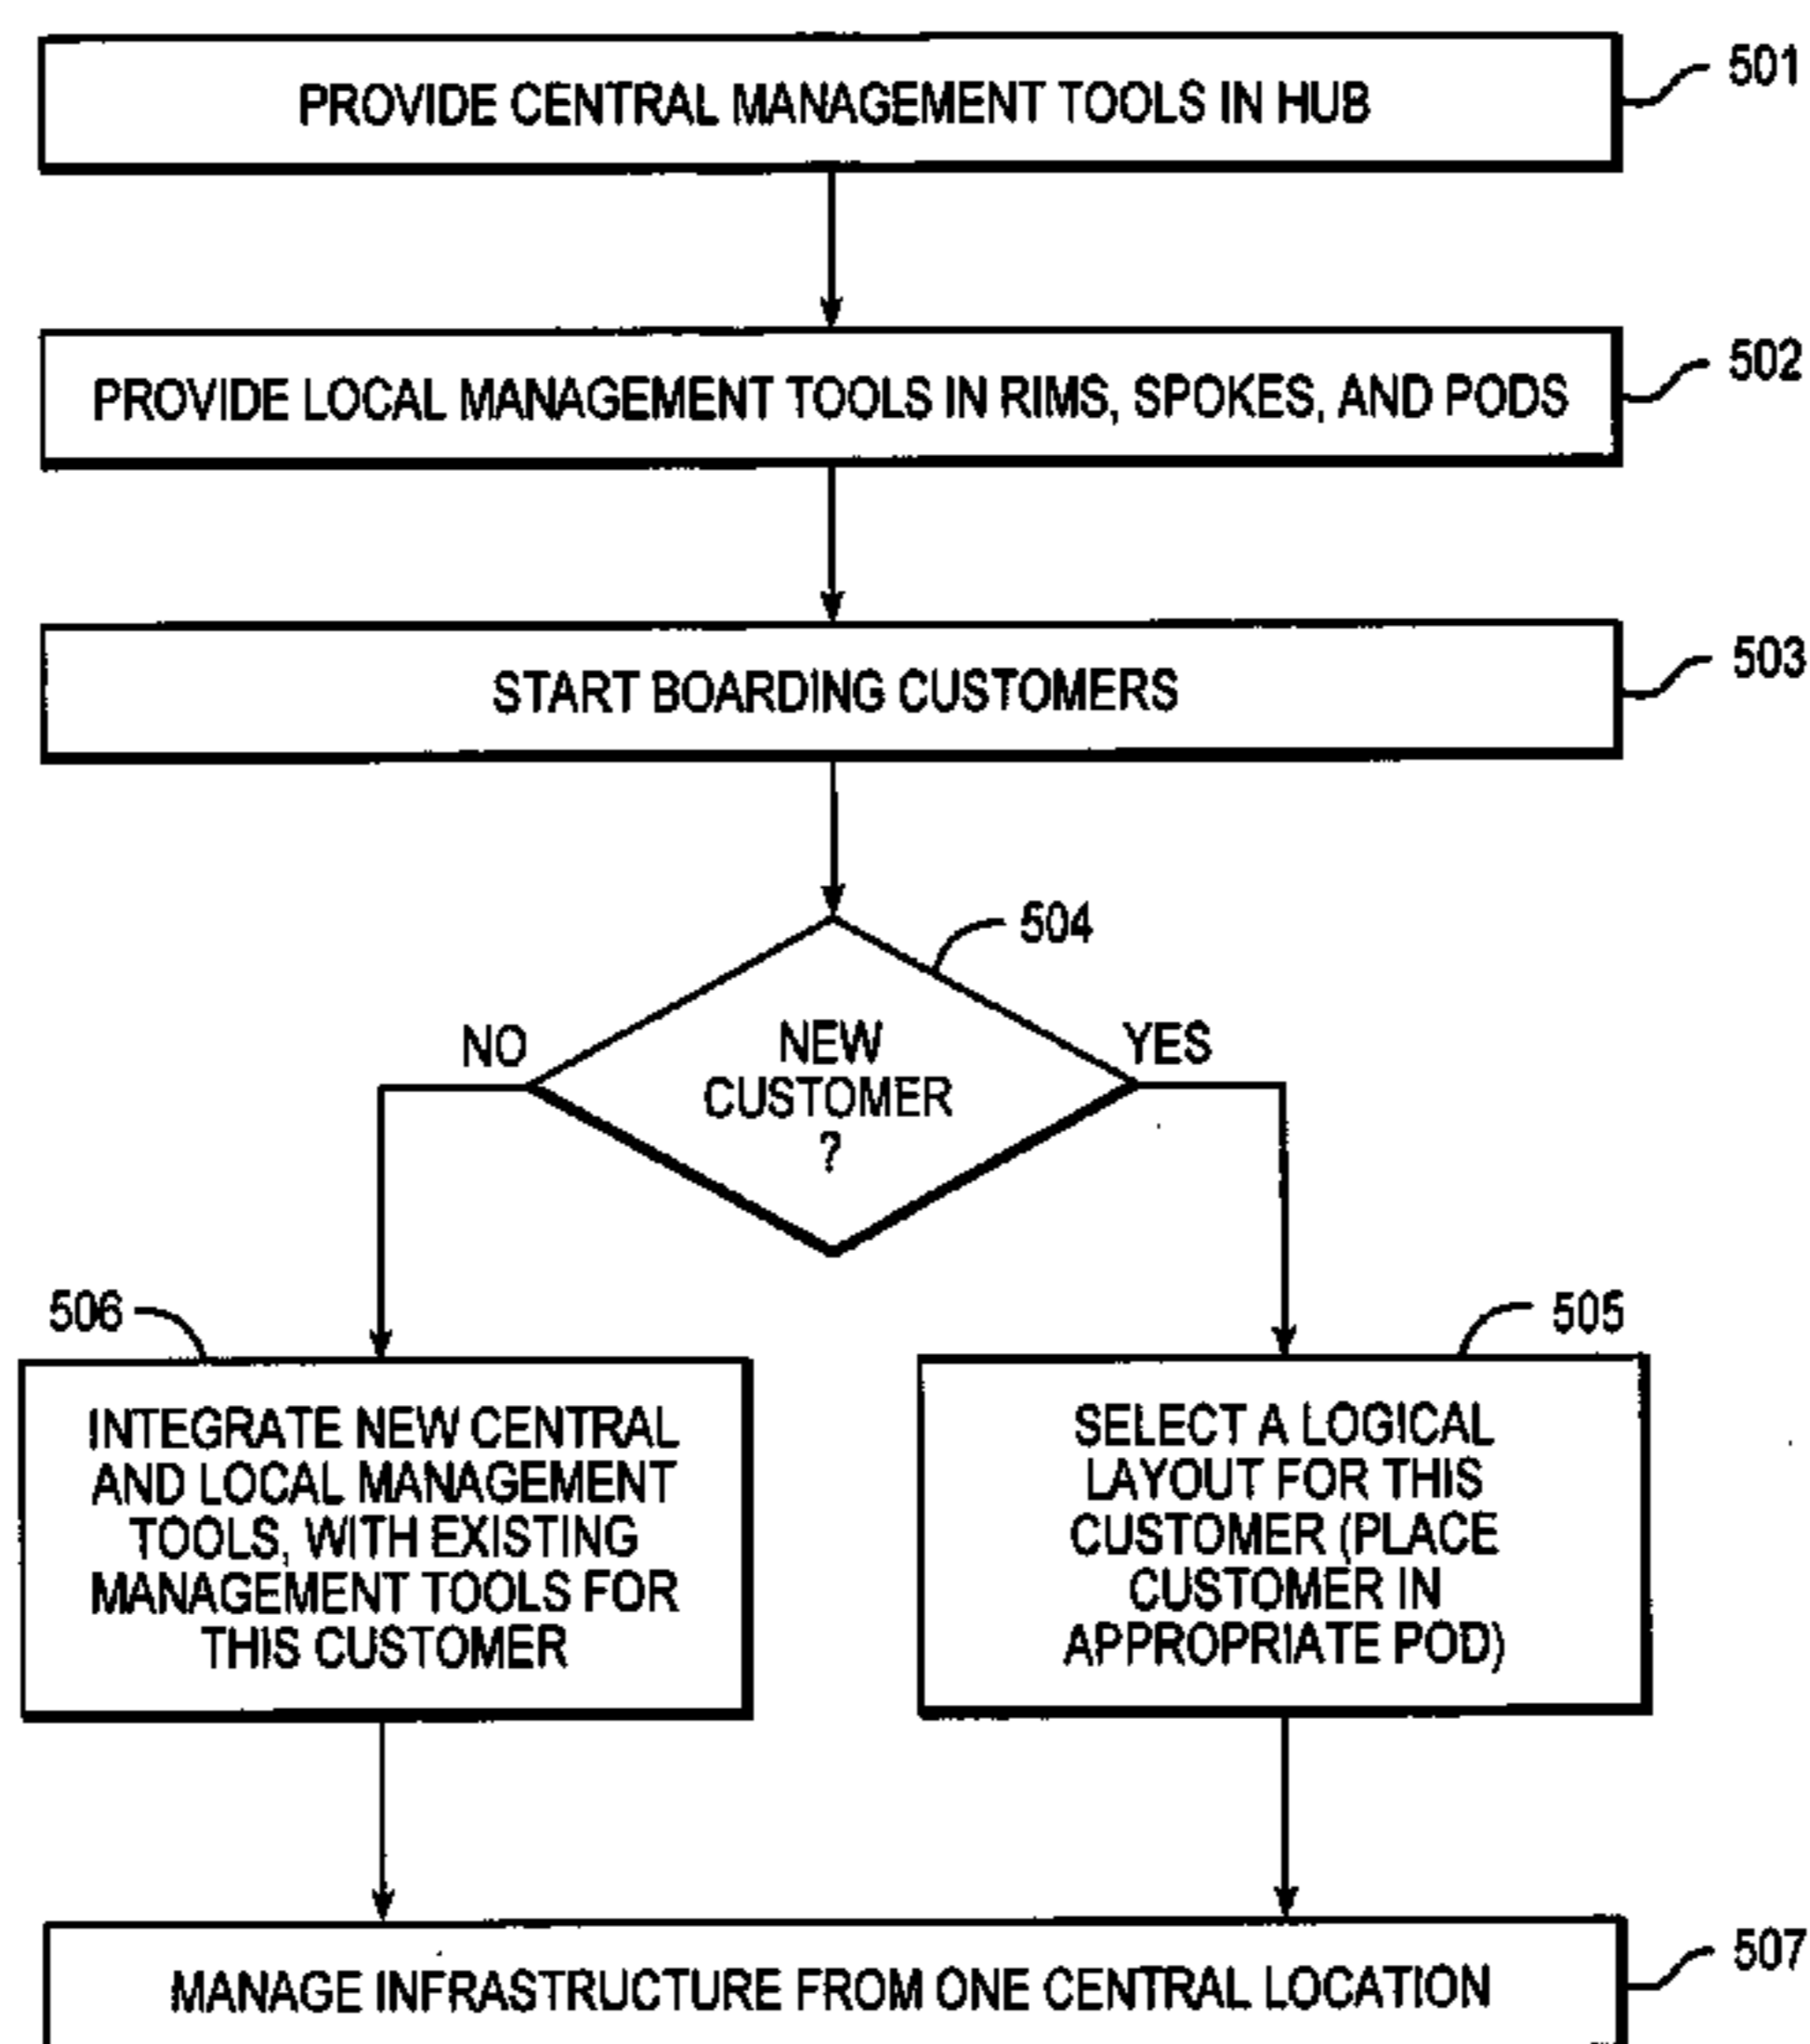 PROVIDE CENTRAL MANAGEMENT TOOLS IN HUB
501
PROVIDE LOCAL MANAGEMENT TOOLS IN RIMS, SPOKES, AND PODS
502
START BOARDING CUSTOMERS
503
504
NO
NEW
CUSTOMER
?
YES
506
INTEGRATE NEW CENTRAL
AND LOCAL MANAGEMENT
TOOLS, WITH EXISTING
MANAGEMENT TOOLS FOR
THIS CUSTOMER
505
SELECT A LOGICAL
LAYOUT FOR THIS
CUSTOMER (PLACE
CUSTOMER IN
APPROPRIATE POD)
MANAGE INFRASTRUCTURE FROM ONE CENTRAL LOCATION
507